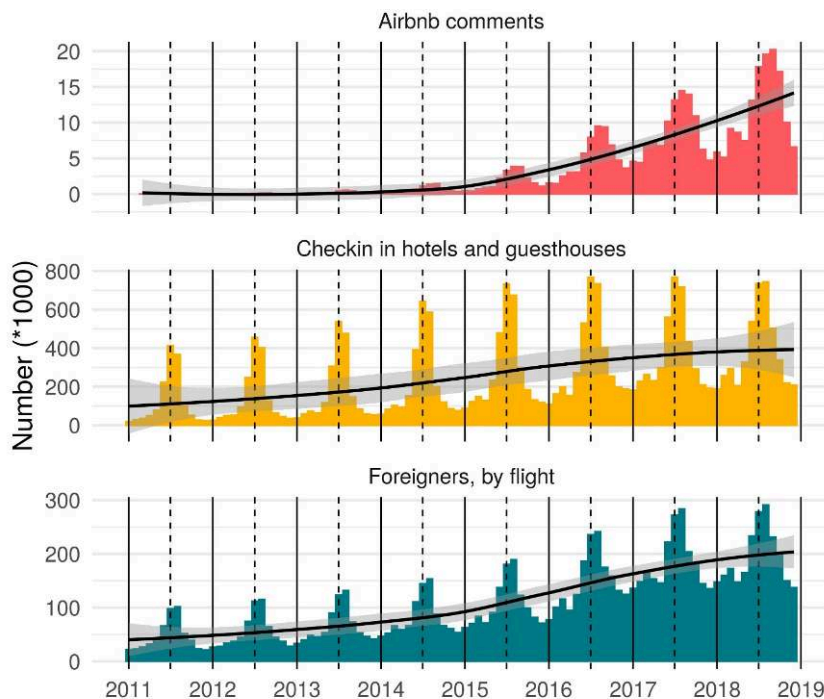 Airbnb comments
20
15
10
5
0
Checkin in hotels and guesthouses
800
600
400
200
0
Number (*1000)
Foreigners, by flight
300
200
100
0
2011 2012 2013 2014 2015 2016 2017 2018 2019